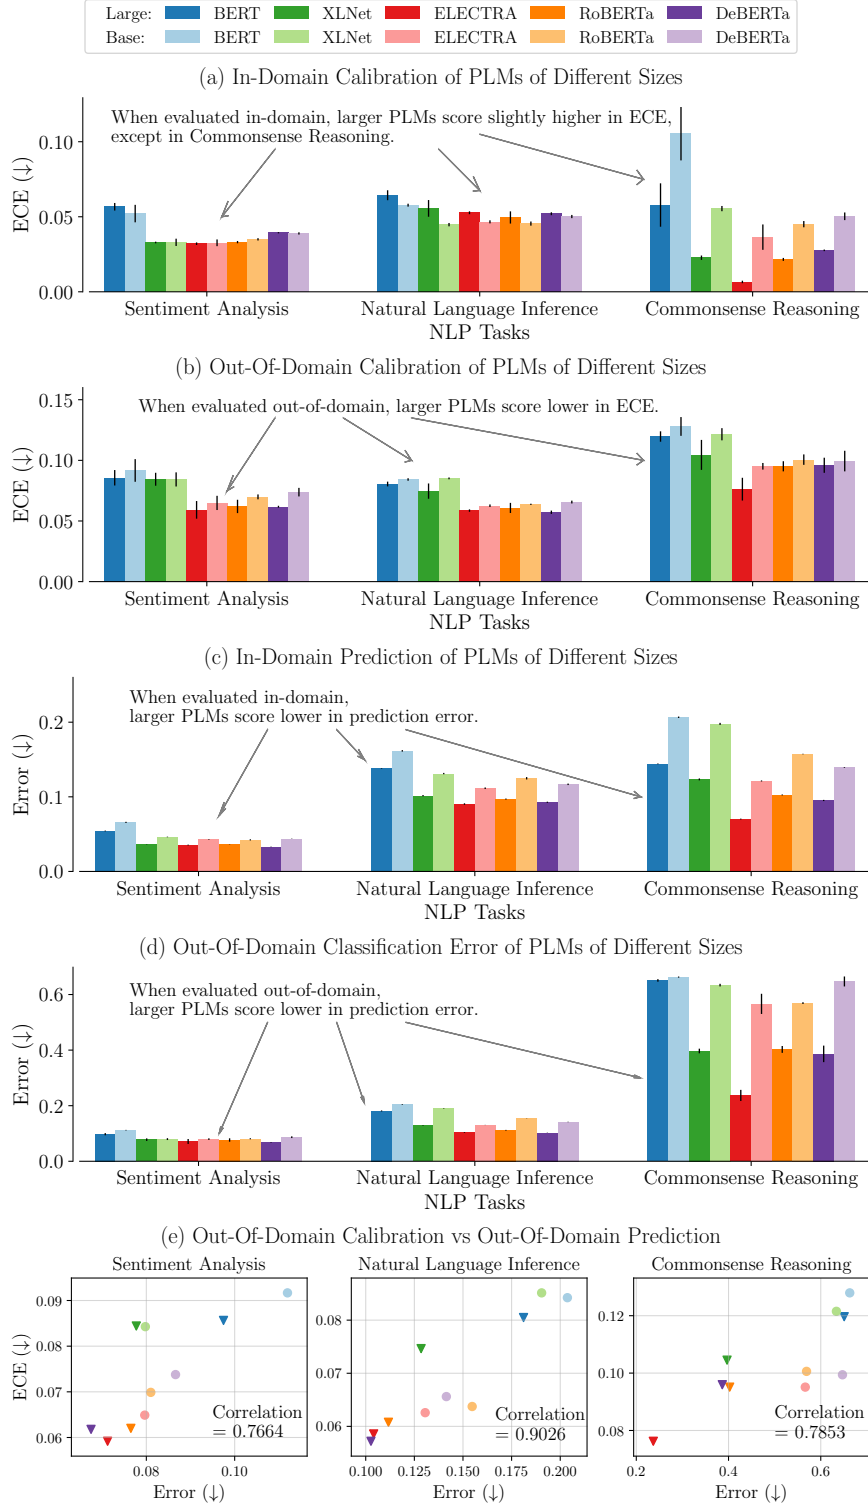 Large: BERT XLNet ELECTRA RoBERTa DeBERTa
Base: BERT XLNet ELECTRA RoBERTa DeBERTa
(a) In-Domain Calibration of PLMs of Different Sizes
When evaluated in-domain, larger PLMs score slightly higher in ECE,
except in Commonsense Reasoning.
ECE (↓)
0.10
0.05
0.00
Sentiment Analysis Natural Language Inference Commonsense Reasoning
NLP Tasks
(b) Out-Of-Domain Calibration of PLMs of Different Sizes
When evaluated out-of-domain, larger PLMs score lower in ECE.
ECE (↓)
0.15
0.10
0.05
0.00
Sentiment Analysis Natural Language Inference Commonsense Reasoning
NLP Tasks
(c) In-Domain Prediction of PLMs of Different Sizes
When evaluated in-domain,
larger PLMs score lower in prediction error.
Error (↓)
0.2
0.1
0.0
Sentiment Analysis Natural Language Inference Commonsense Reasoning
NLP Tasks
(d) Out-Of-Domain Classification Error of PLMs of Different Sizes
When evaluated out-of-domain,
larger PLMs score lower in prediction error.
Error (↓)
0.6
0.4
0.2
0.0
Sentiment Analysis Natural Language Inference Commonsense Reasoning
NLP Tasks
(e) Out-Of-Domain Calibration vs Out-Of-Domain Prediction
Sentiment Analysis
ECE (↓)
0.09
0.08
0.07
0.06
Correlation
= 0.7664
0.08 0.10
Error (↓)
Natural Language Inference
0.08
0.07
0.06
Correlation
= 0.9026
0.100 0.125 0.150 0.175 0.200
Error (↓)
Commonsense Reasoning
0.12
0.10
0.08
Correlation
= 0.7853
0.2 0.4 0.6
Error (↓)